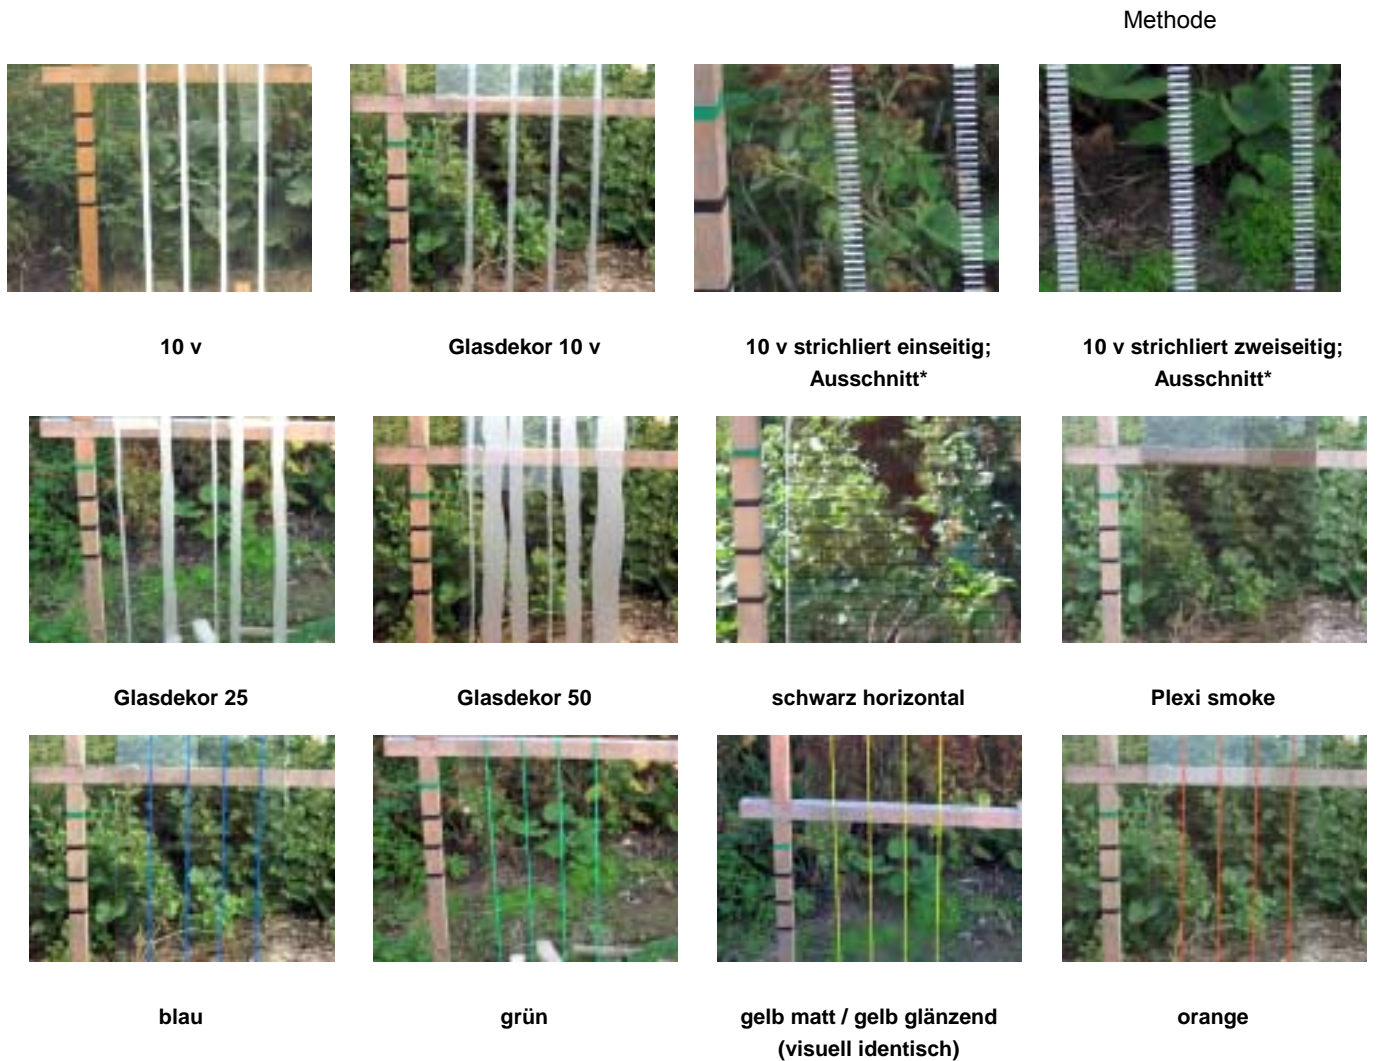 Methode
10 v
Glasdekor 10 v
10 v strichliert einseitig;
Ausschnitt*
10 v strichliert zweiseitig;
Ausschnitt*
Glasdekor 25
Glasdekor 50
schwarz horizontal
Plexi smoke
blau
grün
gelb matt / gelb glänzend
(visuell identisch)
orange